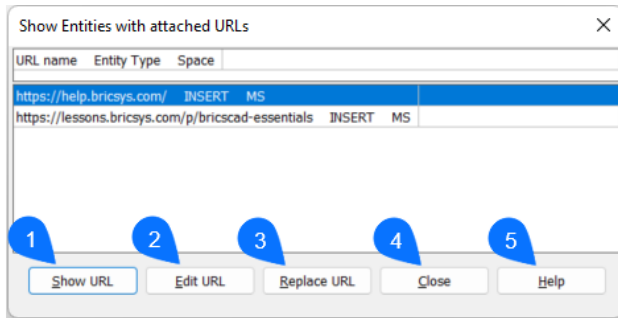 Show Entities with attached URLs
URL name Entity Type Space
https://help.bricsys.com/ INSERT MS
https://lessons.bricsys.com/p/bricscad-essentials INSERT MS
1 2 3 4 5
Show URL Edit URL Replace URL Close Help